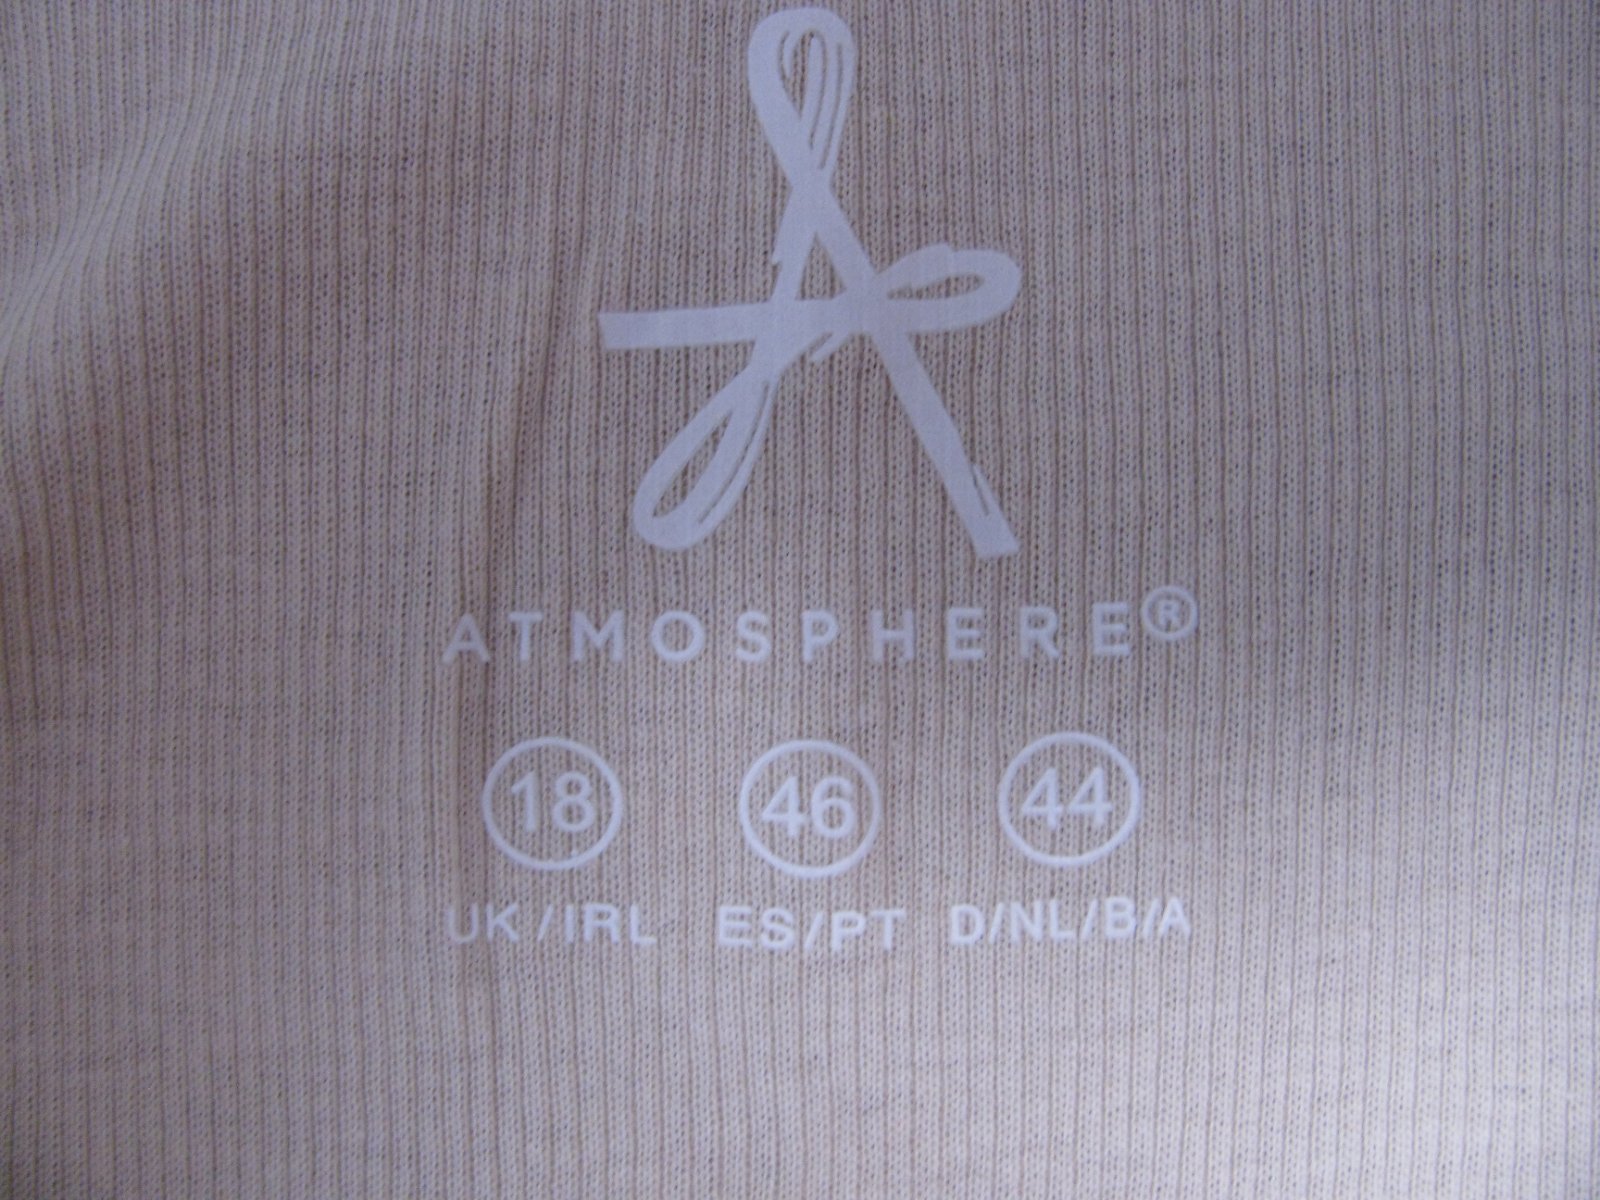 ATMOSPHERE®
18 46 44
UK/IRL ES/PT D/NL/B/A